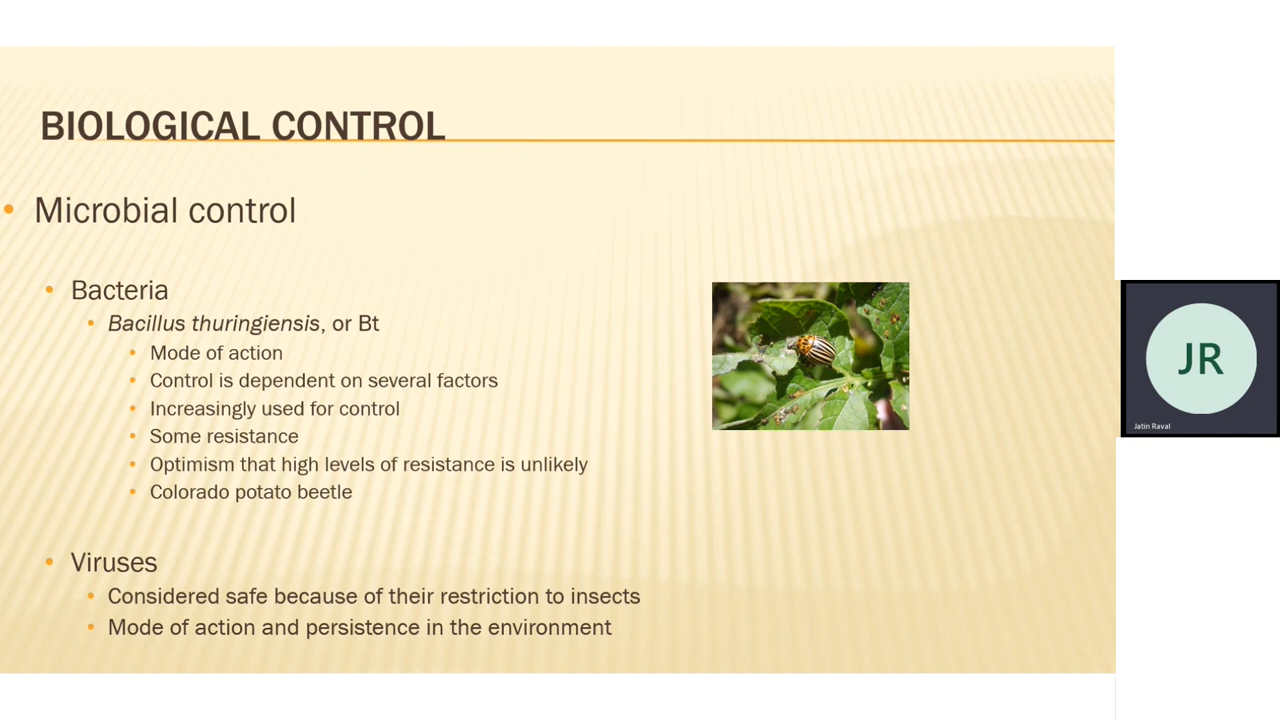 BIOLOGICAL CONTROL
• Microbial control
• Bacteria
• Bacillus thuringiensis, or Bt
• Mode of action
• Control is dependent on several factors
• Increasingly used for control
• Some resistance
• Optimism that high levels of resistance is unlikely
• Colorado potato beetle
• Viruses
• Considered safe because of their restriction to insects
• Mode of action and persistence in the environment
JR
Jatin Raval